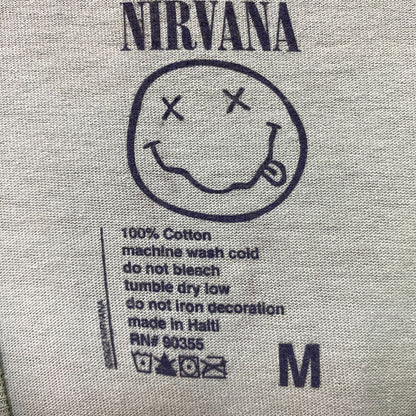 NIRVANA
100% Cotton
machine wash cold
do not bleach
tumble dry low
do not iron decoration
made in Haiti
RN# 90355
M
NIRVANA